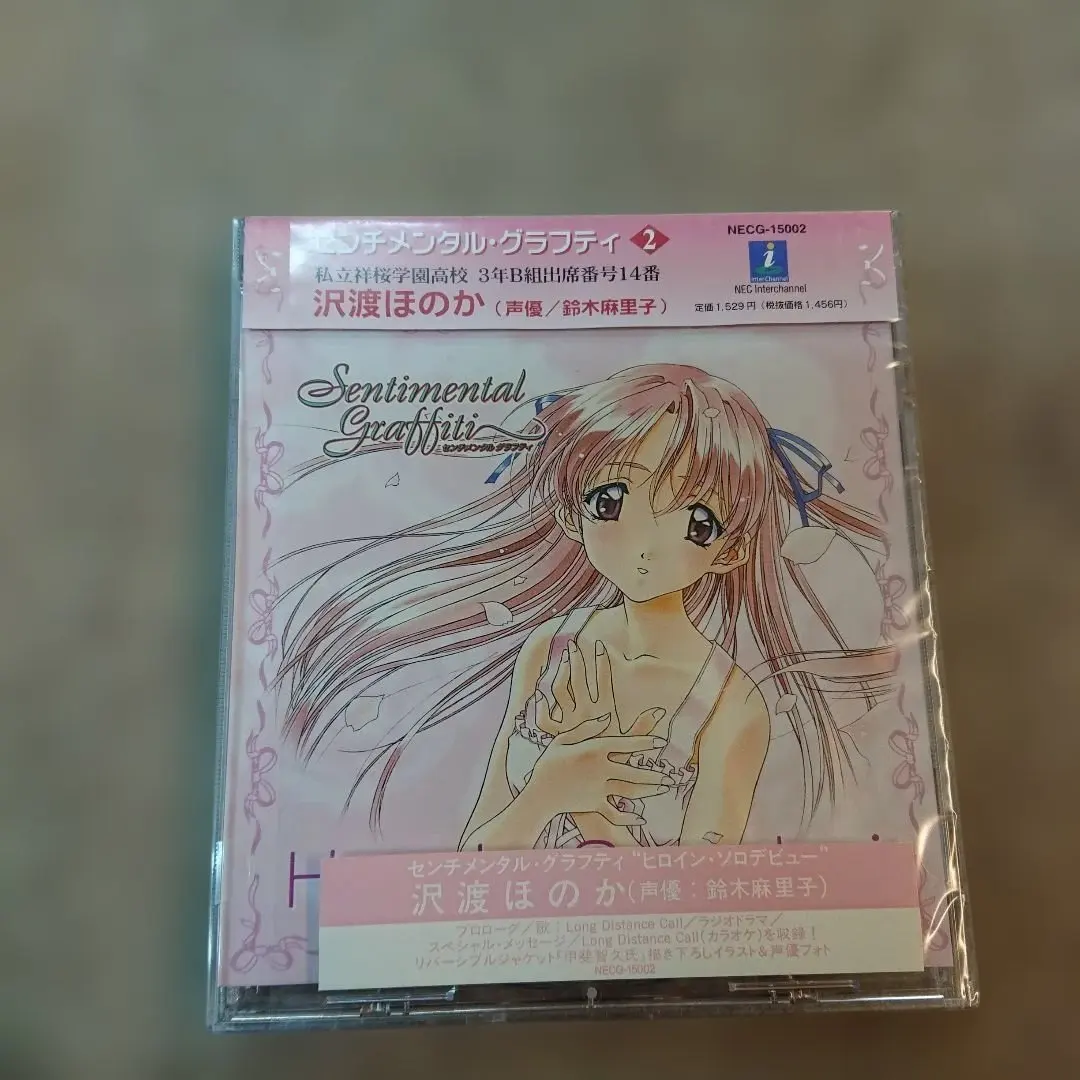 センチメンタル・グラフティ 2
私立祥桜学園高校 3年B組出席番号14番
沢渡ほのか(声優/鈴木麻里子)
NECG-15002
i
InterChannel
NEC Interchannel
定価1,529円(税抜価格1,456円)
Sentimental
Graffiti
センチメンタル グラフティ
センチメンタル・グラフティ“ヒロイン・ソロデビュー”
沢渡ほのか(声優:鈴木麻里子)
プロローグ/歌:Long Distance Call/ラジオドラマ/
スペシャル・メッセージ/Long Distance Call(カラオケ)を収録!
リバーシブルジャケット「甲斐智久氏」描き下ろしイラスト&声優フォト
NECG-15002